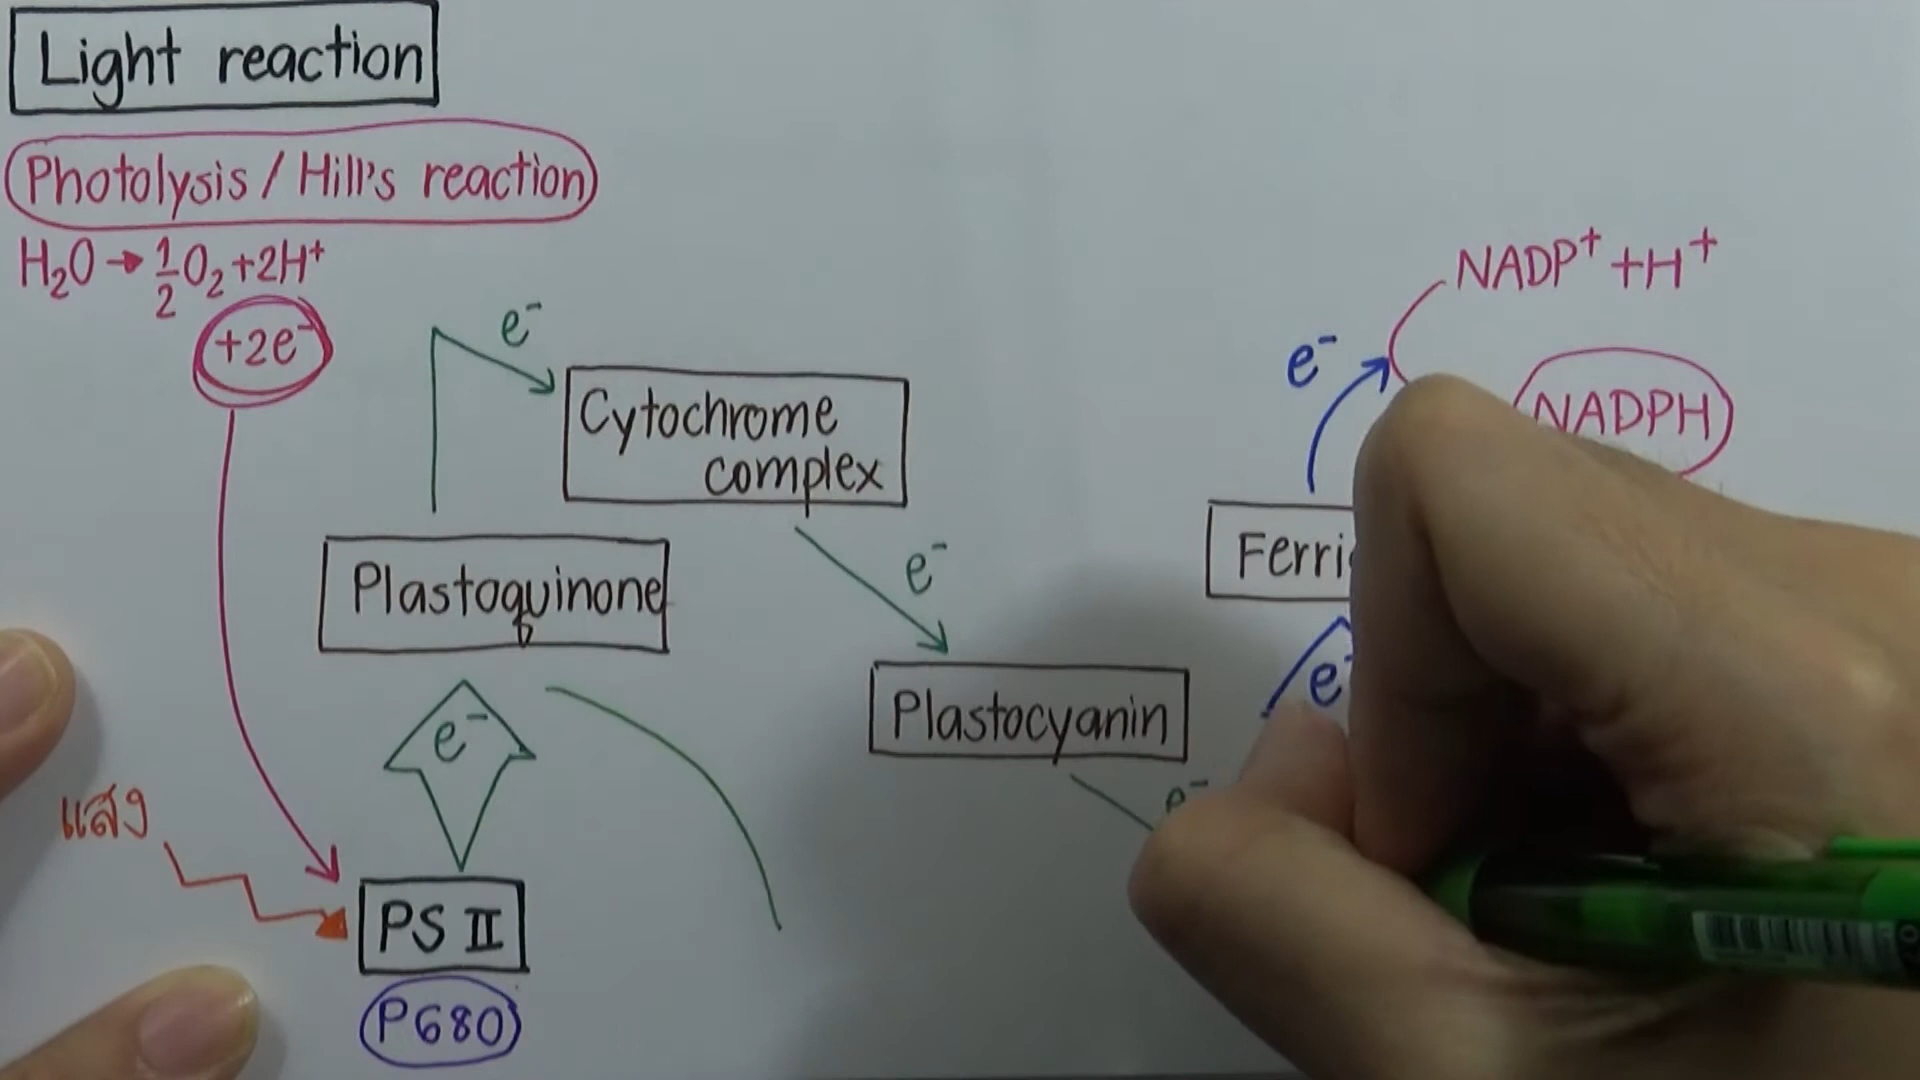 Light reaction
Photolysis / Hill's reaction
H₂O → ½O₂ + 2H⁺
+2e⁻
e⁻
Cytochrome
complex
NADP⁺ + H⁺
e⁻
NADPH
Plastoquinone
e⁻
Ferri
e⁻
Plastocyanin
e⁻
e⁻
แสง
PS II
P680